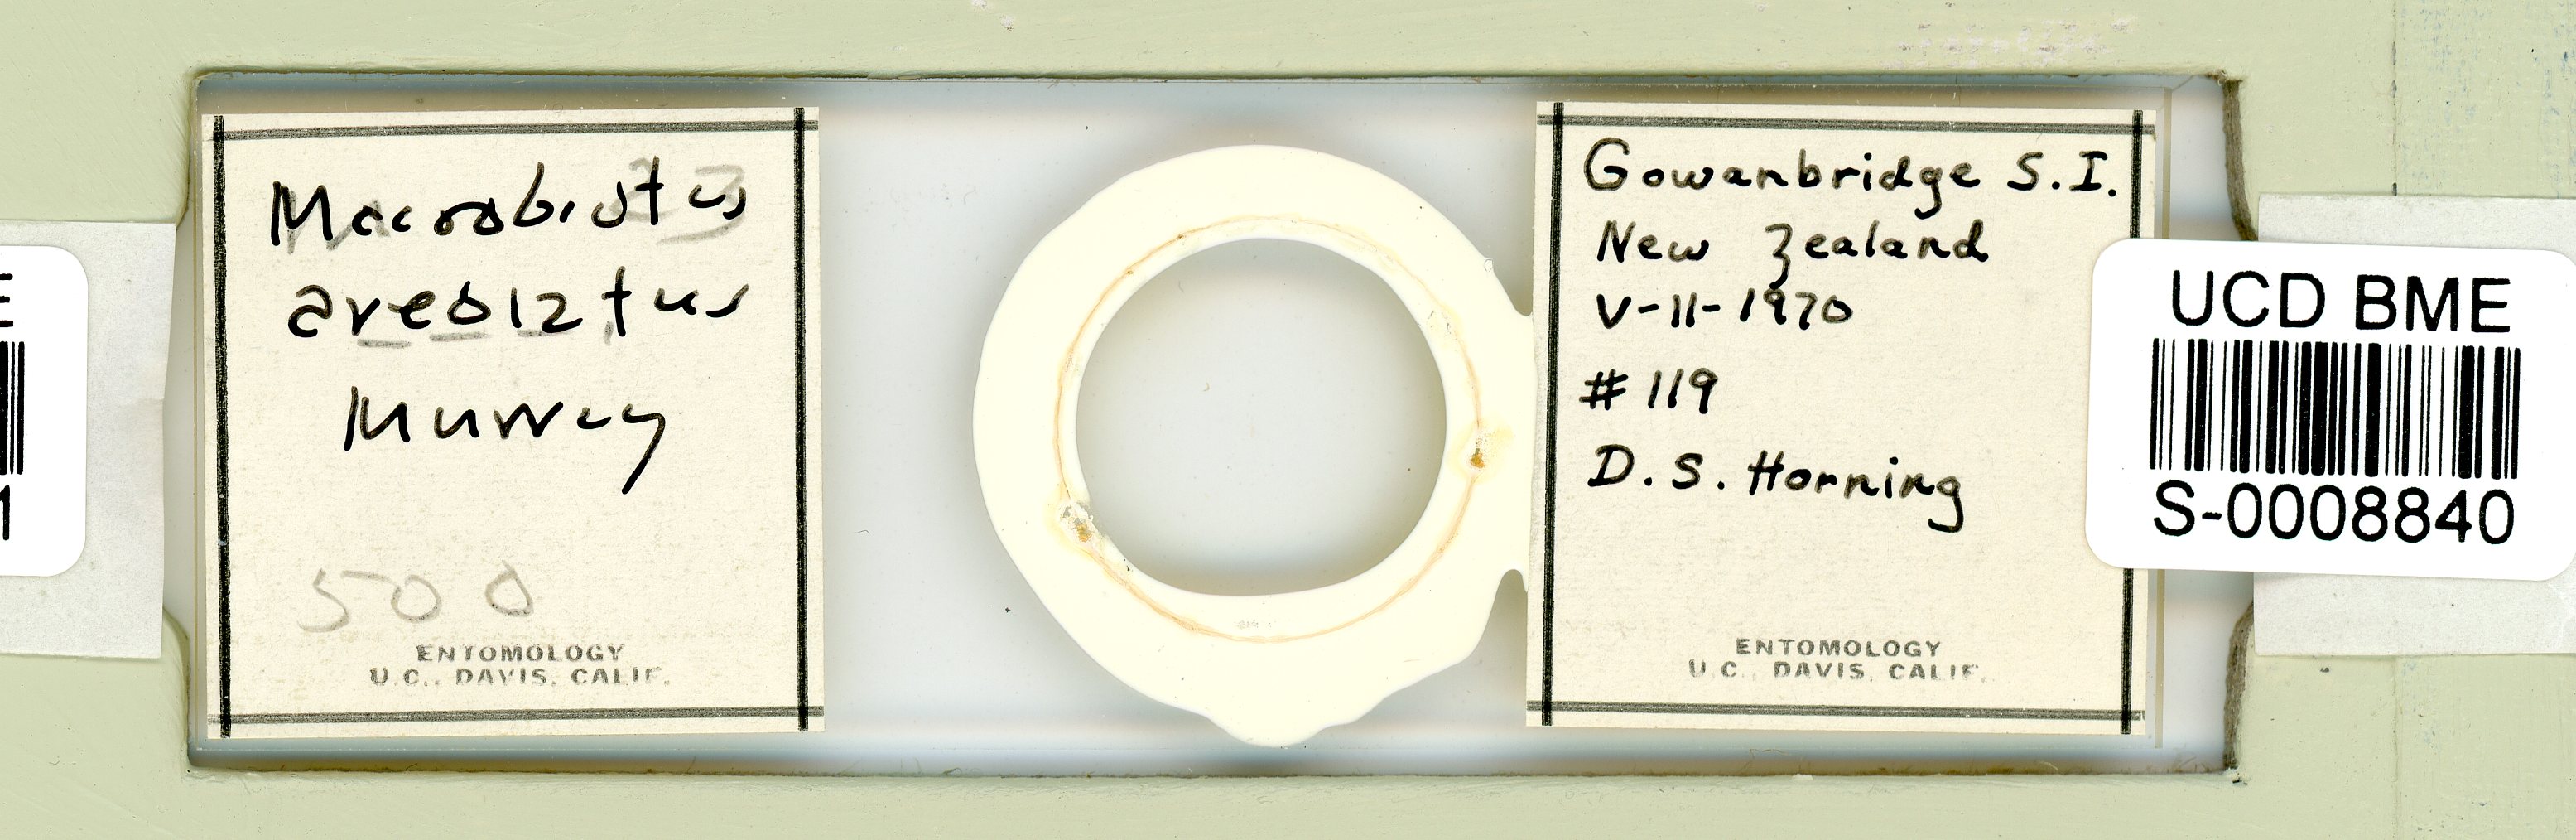 Macrobiotus
areolatus
Murray
500
ENTOMOLOGY
U.C., DAVIS, CALIF.
Gowanbridge S.I.
New Zealand
V-11-1970
#119
D. S. Horning
ENTOMOLOGY
U.C., DAVIS, CALIF.
UCD BME
S-0008840
E
1